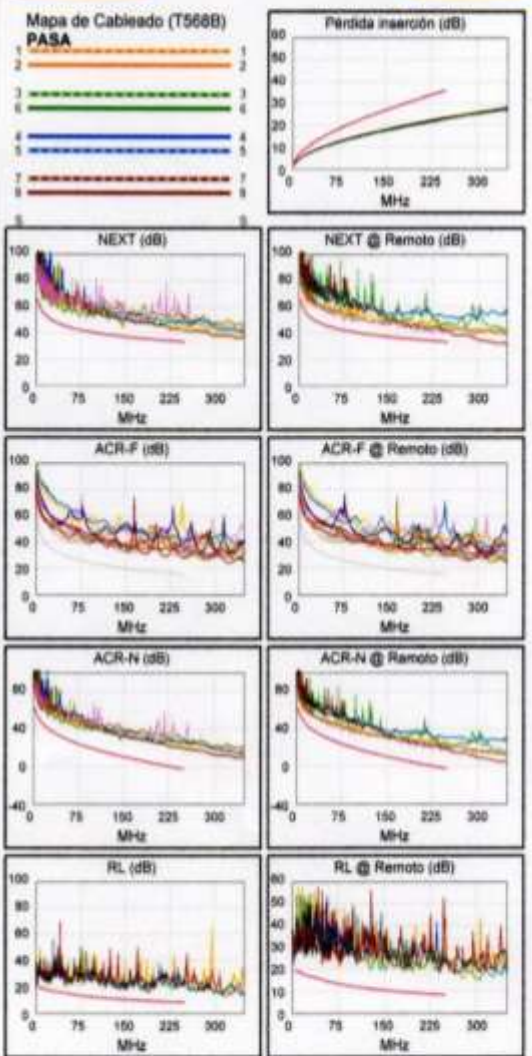 Mapa de Cableado (T568B)
PASA
1 1
2 2
3 3
6 6
4 4
5 5
7 7
8 8
S S
Pérdida inserción (dB)
60
50
40
30
20
10
0
0 75 150 225 300
MHz
NEXT (dB)
100
80
60
40
20
0
0 75 150 225 300
MHz
NEXT @ Remoto (dB)
100
80
60
40
20
0
0 75 150 225 300
MHz
ACR-F (dB)
100
80
60
40
20
0
0 75 150 225 300
MHz
ACR-F @ Remoto (dB)
100
80
60
40
20
0
0 75 150 225 300
MHz
ACR-N (dB)
80
40
0
-40
0 75 150 225 300
MHz
ACR-N @ Remoto (dB)
80
40
0
-40
0 75 150 225 300
MHz
RL (dB)
100
80
60
40
20
0
0 75 150 225 300
MHz
RL @ Remoto (dB)
60
50
40
30
20
10
0
0 75 150 225 300
MHz